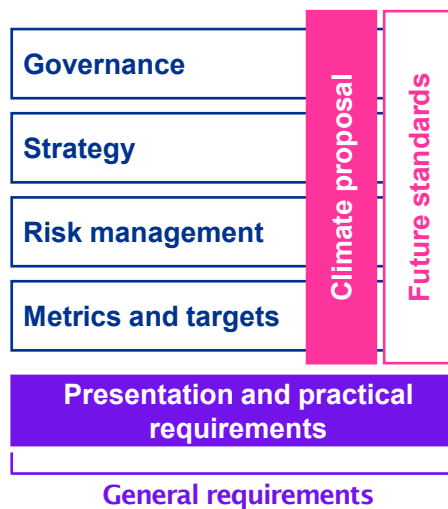 Governance
Strategy
Risk management
Metrics and targets
Climate proposal
Future standards
Presentation and practical
requirements
General requirements